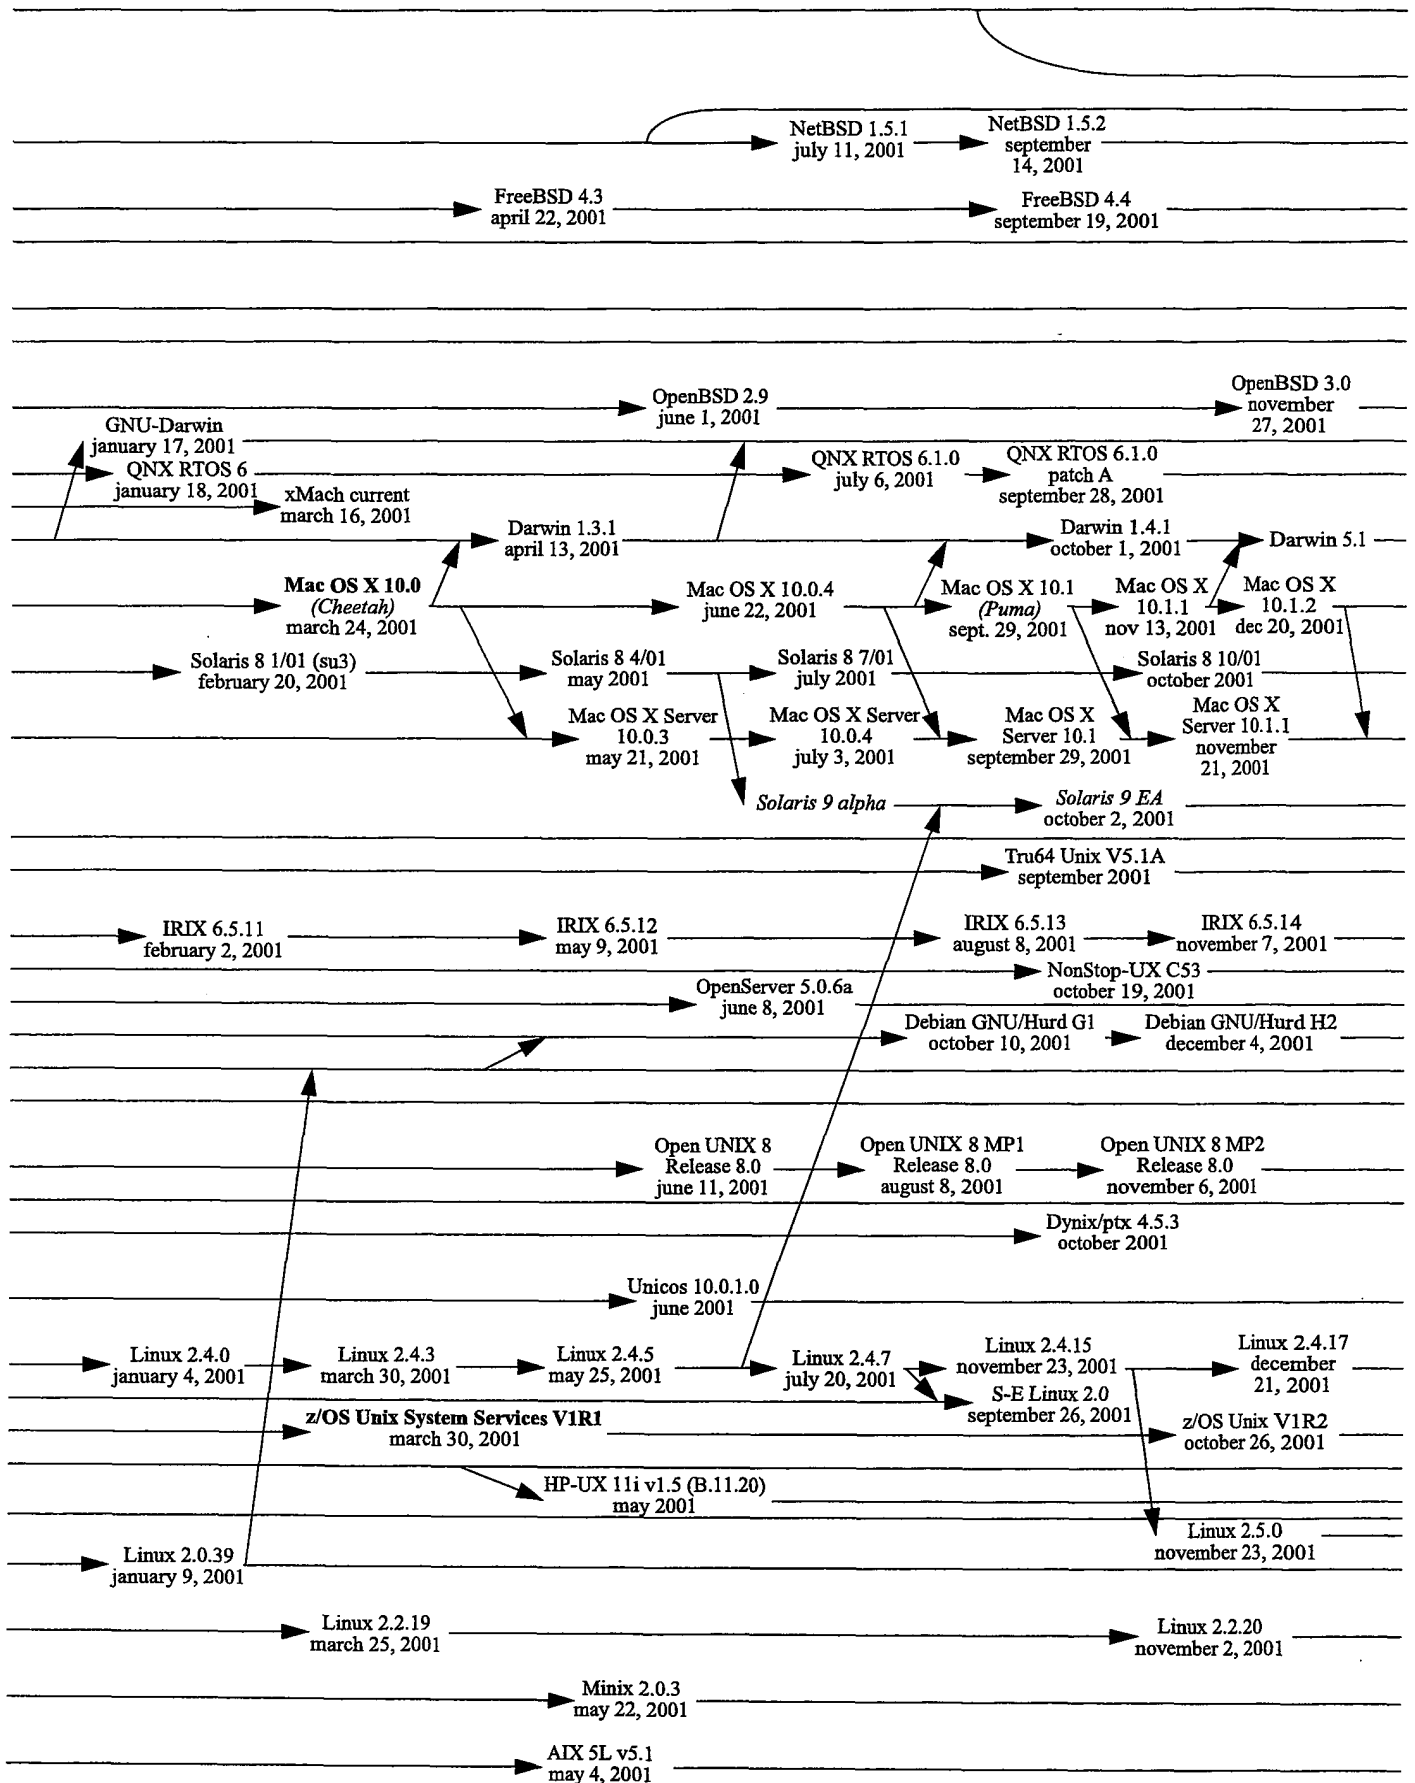 NetBSD 1.5.1
july 11, 2001
NetBSD 1.5.2
september
14, 2001
FreeBSD 4.3
april 22, 2001
FreeBSD 4.4
september 19, 2001
OpenBSD 2.9
june 1, 2001
OpenBSD 3.0
november
27, 2001
GNU-Darwin
january 17, 2001
QNX RTOS 6
january 18, 2001
QNX RTOS 6.1.0
july 6, 2001
QNX RTOS 6.1.0
patch A
september 28, 2001
xMach current
march 16, 2001
Darwin 1.3.1
april 13, 2001
Darwin 1.4.1
october 1, 2001
Darwin 5.1
Mac OS X 10.0
(Cheetah)
march 24, 2001
Mac OS X 10.0.4
june 22, 2001
Mac OS X 10.1
(Puma)
sept. 29, 2001
Mac OS X
10.1.1
nov 13, 2001
Mac OS X
10.1.2
dec 20, 2001
Solaris 8 1/01 (su3)
february 20, 2001
Solaris 8 4/01
may 2001
Solaris 8 7/01
july 2001
Solaris 8 10/01
october 2001
Mac OS X Server
10.0.3
may 21, 2001
Mac OS X Server
10.0.4
july 3, 2001
Mac OS X
Server 10.1
september 29, 2001
Mac OS X
Server 10.1.1
november
21, 2001
Solaris 9 alpha
Solaris 9 EA
october 2, 2001
Tru64 Unix V5.1A
september 2001
IRIX 6.5.11
february 2, 2001
IRIX 6.5.12
may 9, 2001
IRIX 6.5.13
august 8, 2001
IRIX 6.5.14
november 7, 2001
NonStop-UX C53
october 19, 2001
OpenServer 5.0.6a
june 8, 2001
Debian GNU/Hurd G1
october 10, 2001
Debian GNU/Hurd H2
december 4, 2001
Open UNIX 8
Release 8.0
june 11, 2001
Open UNIX 8 MP1
Release 8.0
august 8, 2001
Open UNIX 8 MP2
Release 8.0
november 6, 2001
Dynix/ptx 4.5.3
october 2001
Unicos 10.0.1.0
june 2001
Linux 2.4.0
january 4, 2001
Linux 2.4.3
march 30, 2001
Linux 2.4.5
may 25, 2001
Linux 2.4.7
july 20, 2001
Linux 2.4.15
november 23, 2001
Linux 2.4.17
december
21, 2001
S-E Linux 2.0
september 26, 2001
z/OS Unix System Services V1R1
march 30, 2001
z/OS Unix V1R2
october 26, 2001
HP-UX 11i v1.5 (B.11.20)
may 2001
Linux 2.5.0
november 23, 2001
Linux 2.0.39
january 9, 2001
Linux 2.2.19
march 25, 2001
Linux 2.2.20
november 2, 2001
Minix 2.0.3
may 22, 2001
AIX 5L v5.1
may 4, 2001